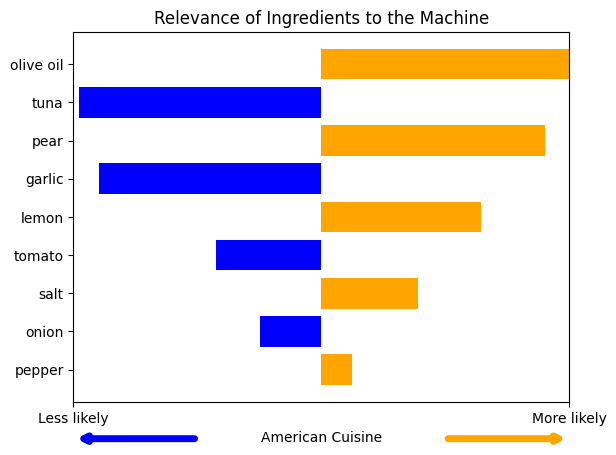 Relevance of Ingredients to the Machine
olive oil
tuna
pear
garlic
lemon
tomato
salt
onion
pepper
Less likely More likely
American Cuisine